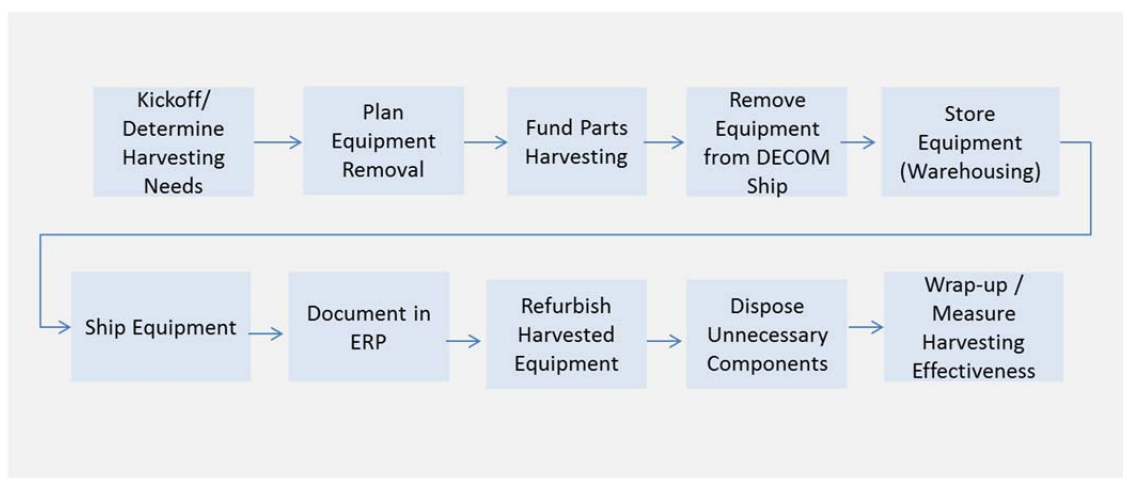 Kickoff/
Determine
Harvesting
Needs
Plan
Equipment
Removal
Fund Parts
Harvesting
Remove
Equipment
from DECOM
Ship
Store
Equipment
(Warehousing)
Ship Equipment
Document in
ERP
Refurbish
Harvested
Equipment
Dispose
Unnecessary
Components
Wrap-up /
Measure
Harvesting
Effectiveness